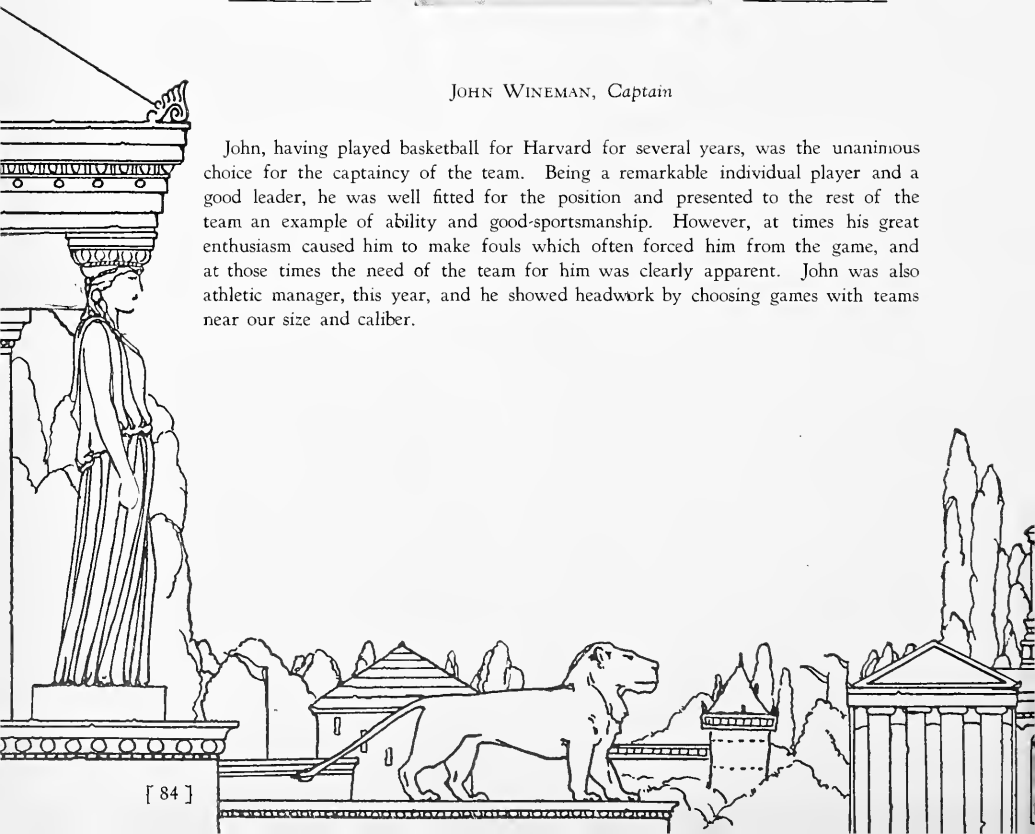 John Wineman, Captain
John, having played basketball for Harvard for several years, was the unanimous
choice for the captaincy of the team. Being a remarkable individual player and a
good leader, he was well fitted for the position and presented to the rest of the
team an example of ability and good-sportsmanship. However, at times his great
enthusiasm caused him to make fouls which often forced him from the game, and
at those times the need of the team for him was clearly apparent. John was also
athletic manager, this year, and he showed headwork by choosing games with teams
near our size and caliber.
[ 84 ]